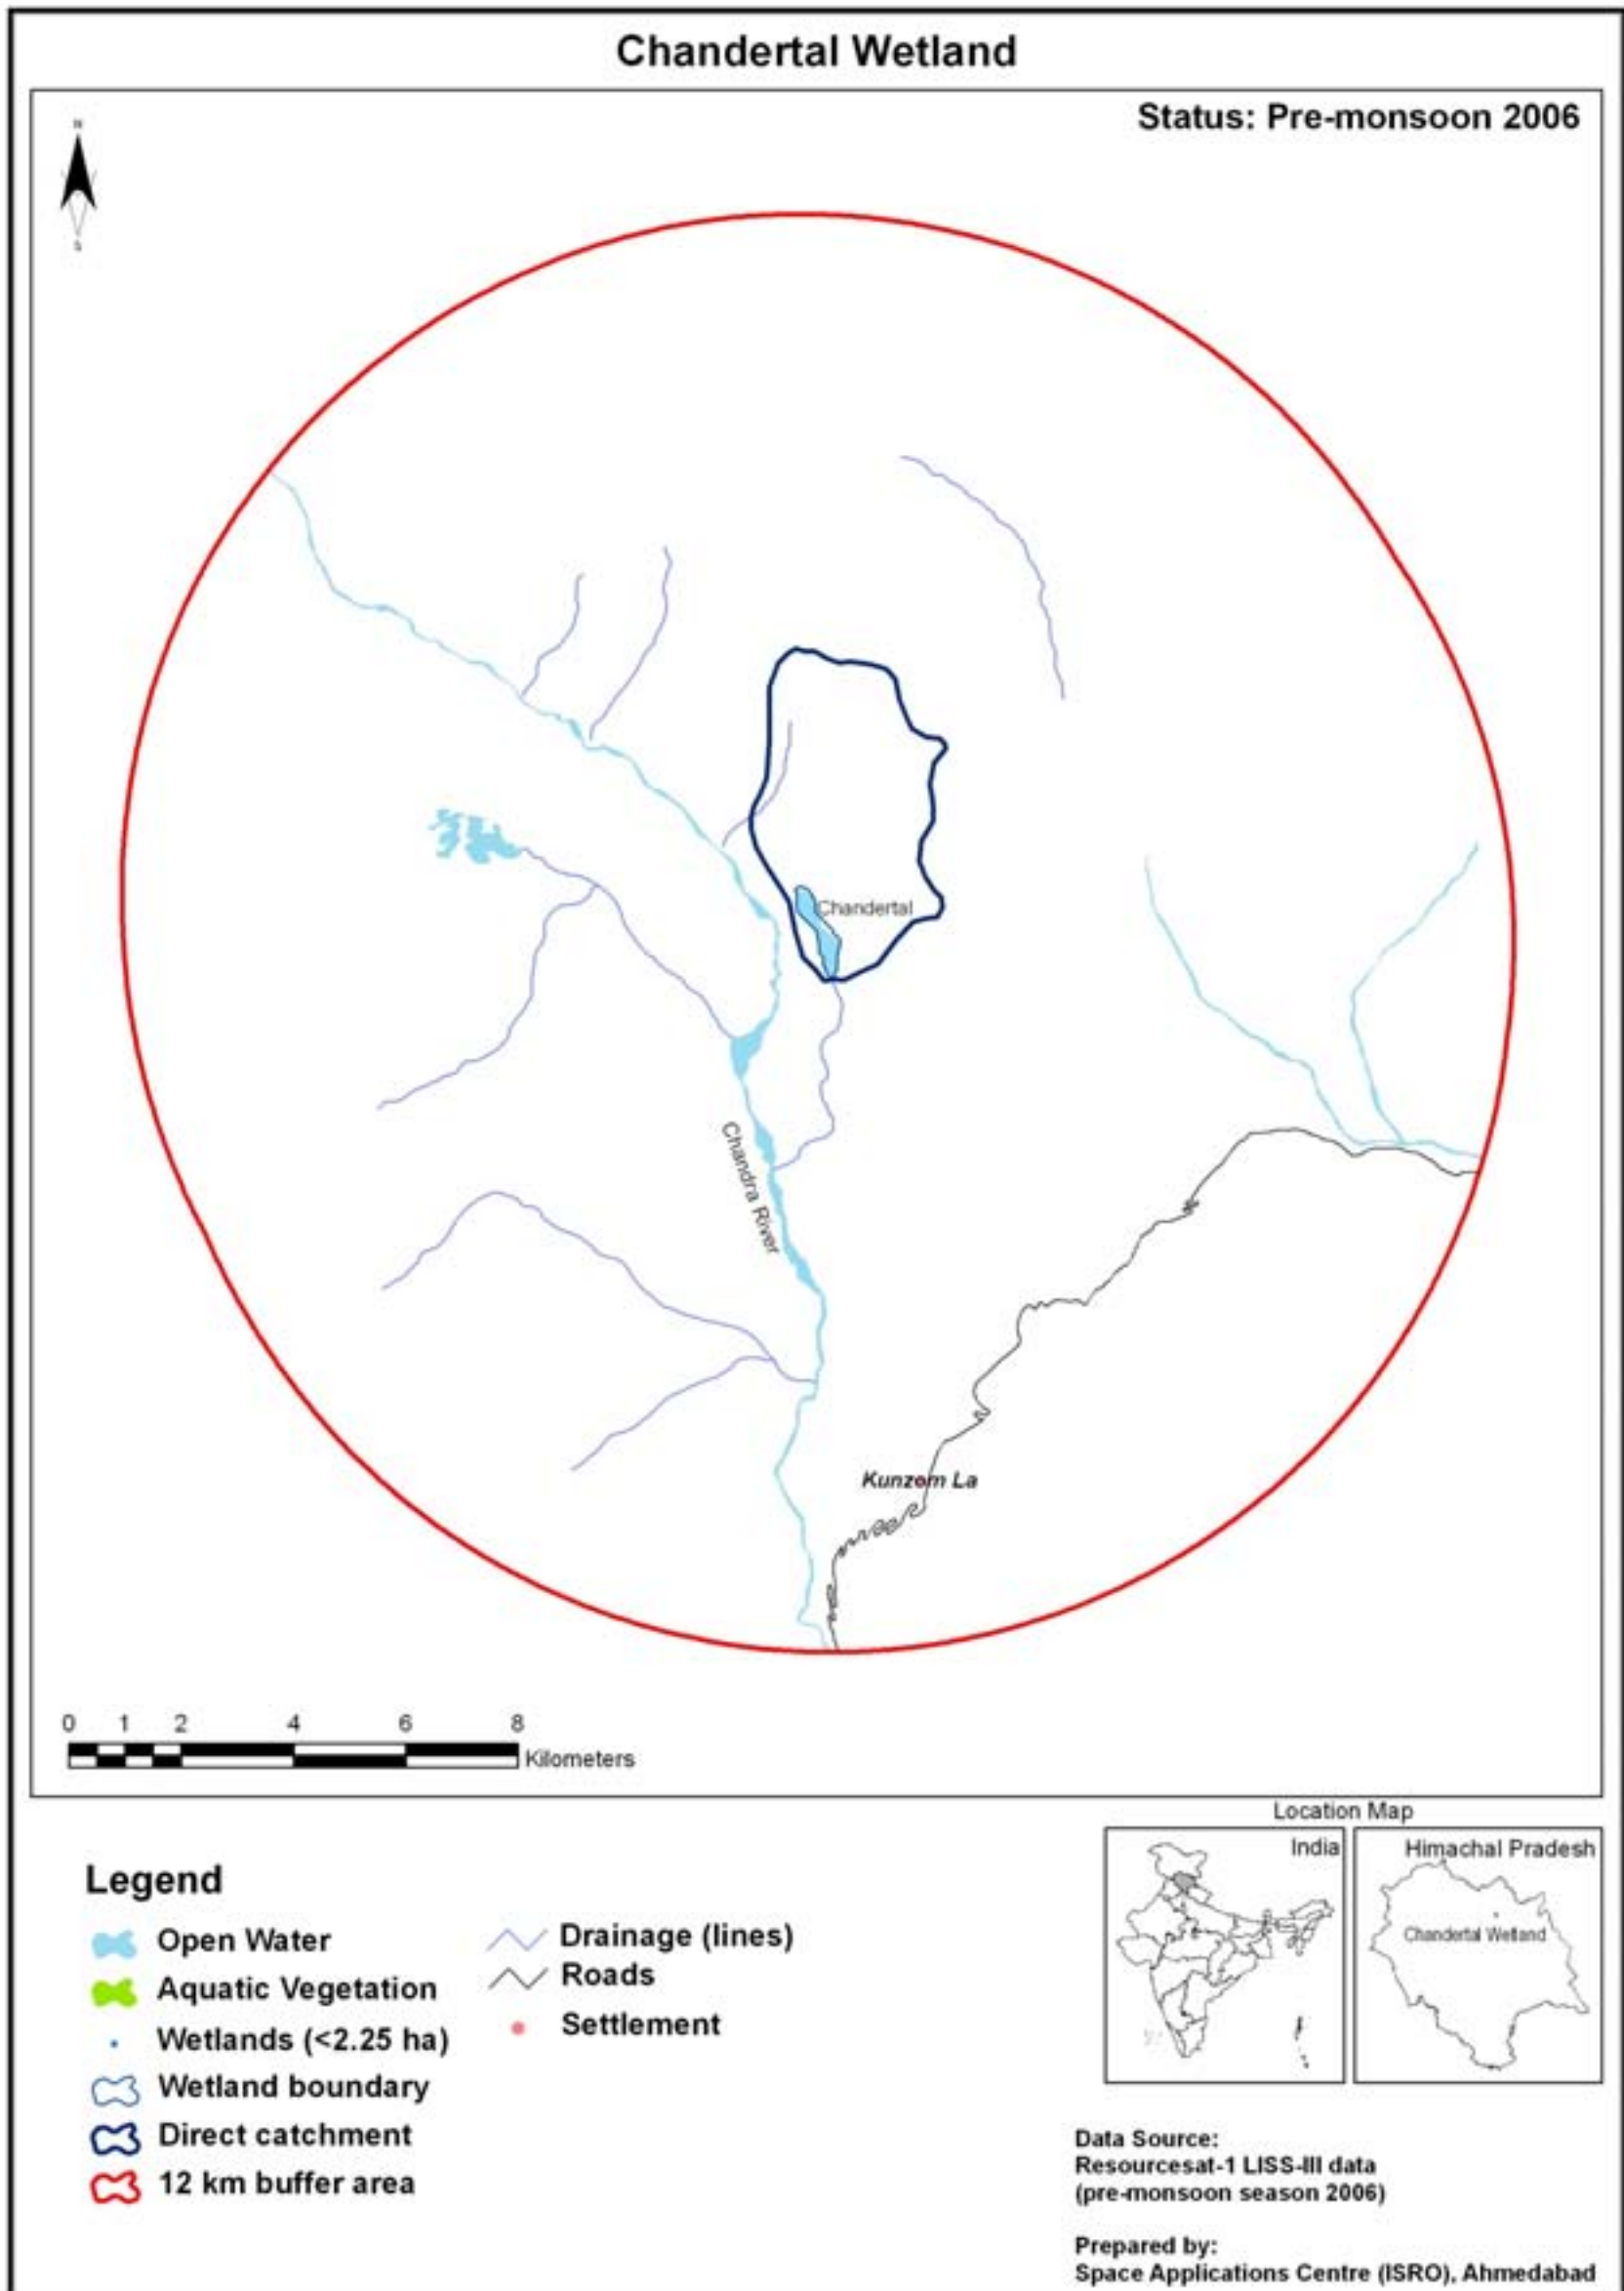 Chandertal Wetland
Status: Pre-monsoon 2006
N
S
Chandertal
Chandra River
Kunzom La
0 1 2 4 6 8
Kilometers
Location Map
India
Himachal Pradesh
Chandertal Wetland
Legend
Open Water
Aquatic Vegetation
Wetlands (<2.25 ha)
Wetland boundary
Direct catchment
12 km buffer area
Drainage (lines)
Roads
Settlement
Data Source:
Resourcesat-1 LISS-III data
(pre-monsoon season 2006)
Prepared by:
Space Applications Centre (ISRO), Ahmedabad